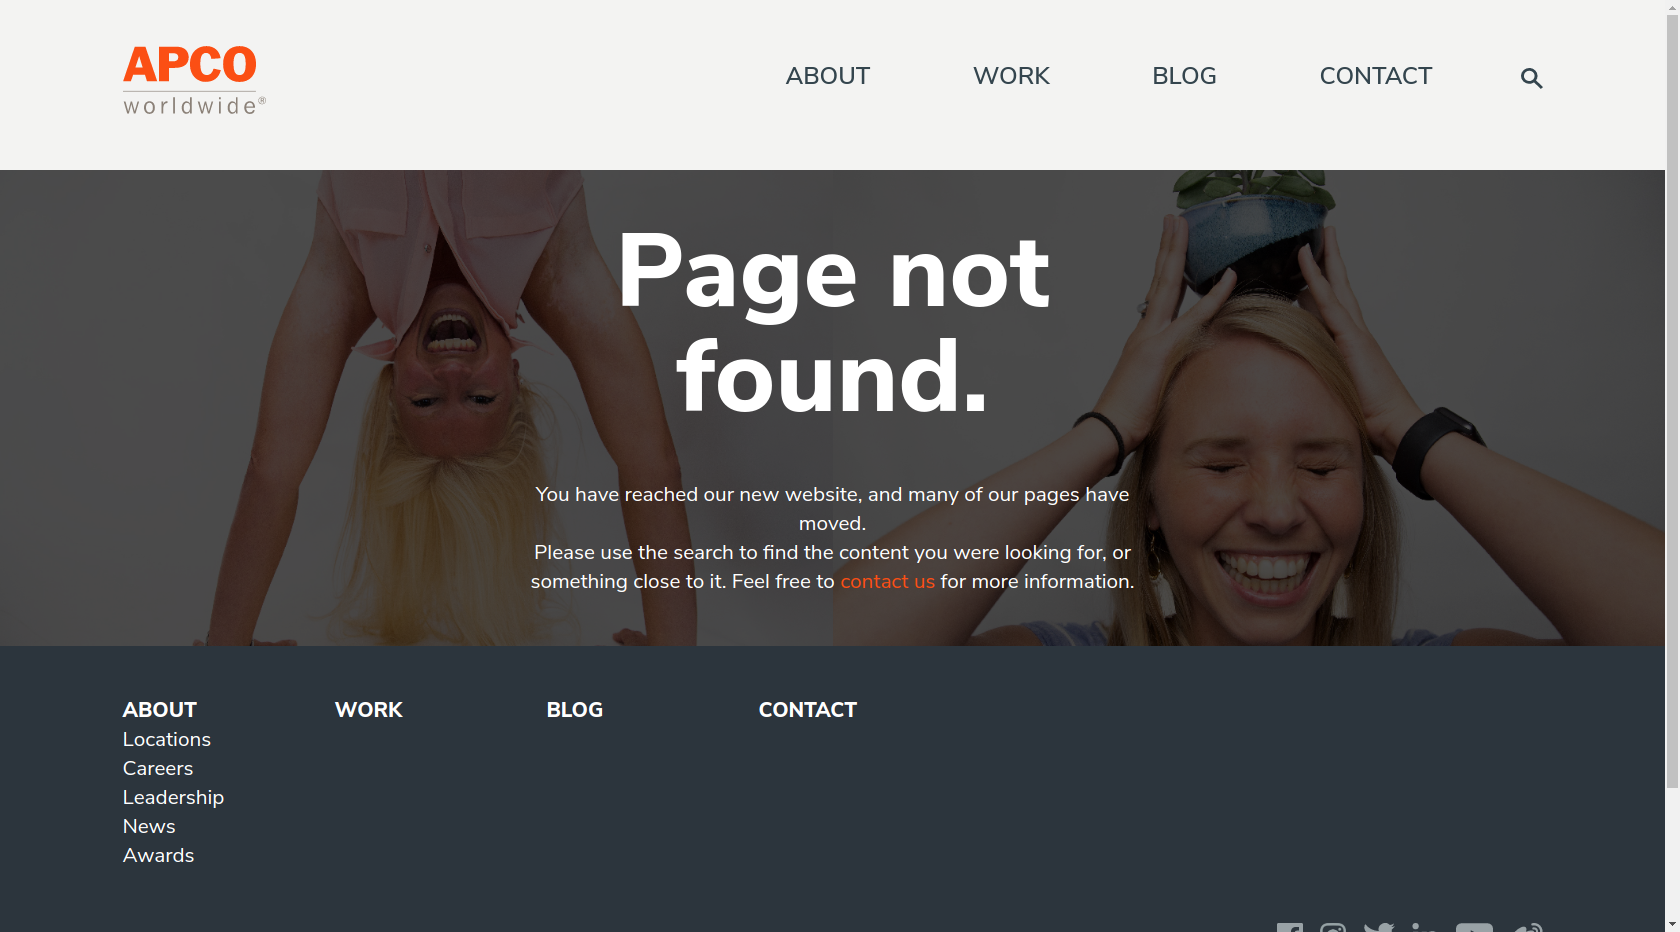 APCO
worldwide®
ABOUT
WORK
BLOG
CONTACT
Page not
found.
You have reached our new website, and many of our pages have
moved.
Please use the search to find the content you were looking for, or
something close to it. Feel free to contact us for more information.
ABOUT
Locations
Careers
Leadership
News
Awards
WORK
BLOG
CONTACT